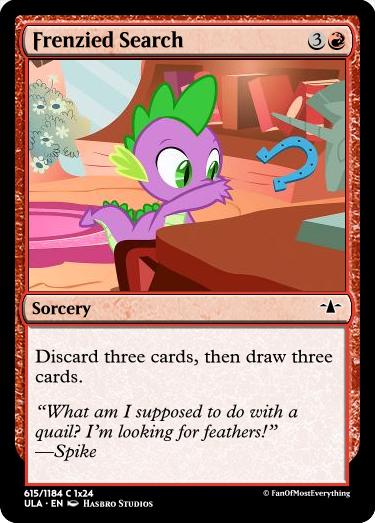 Frenzied Search 3
Sorcery
Discard three cards, then draw three
cards.
“What am I supposed to do with a
quail? I’m looking for feathers!”
—Spike
615/1184 C 1x24
ULA · EN HASBRO STUDIOS
© FanOfMostEverything